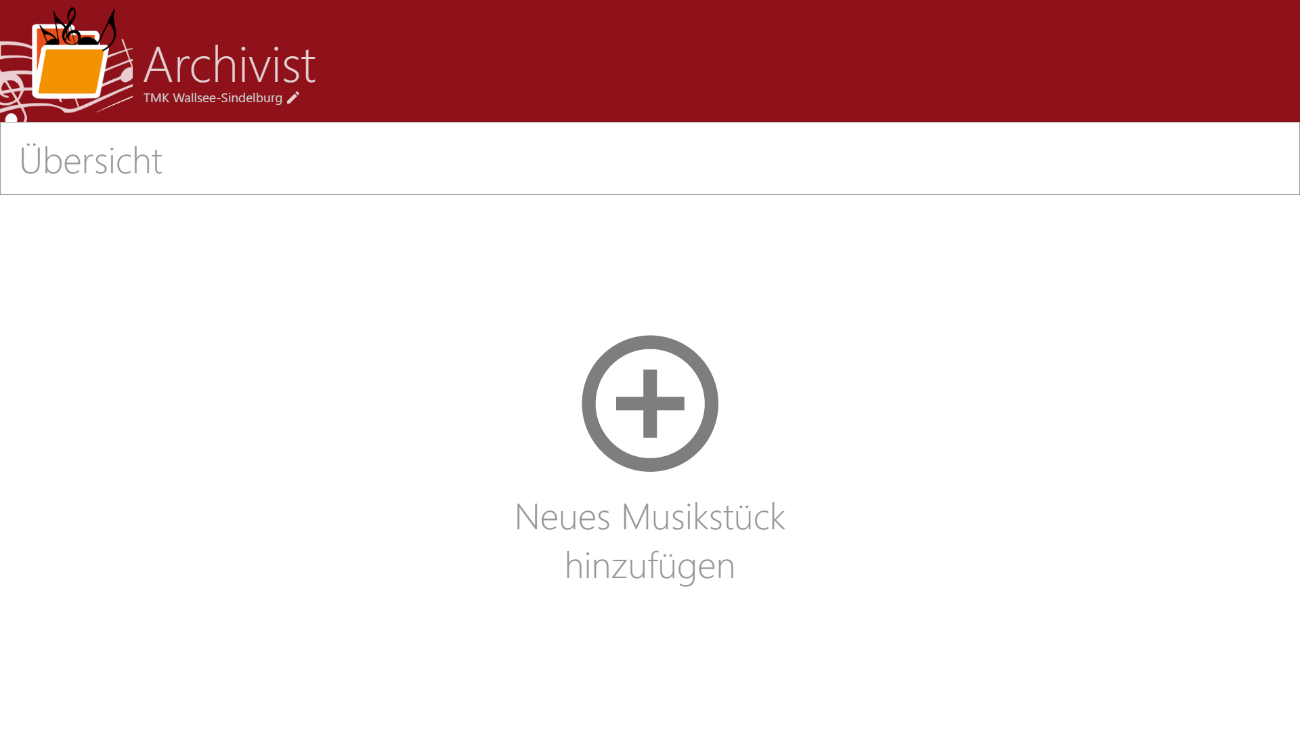 Archivist
TMK Wallsee-Sindelburg
Übersicht
Neues Musikstück
hinzufügen